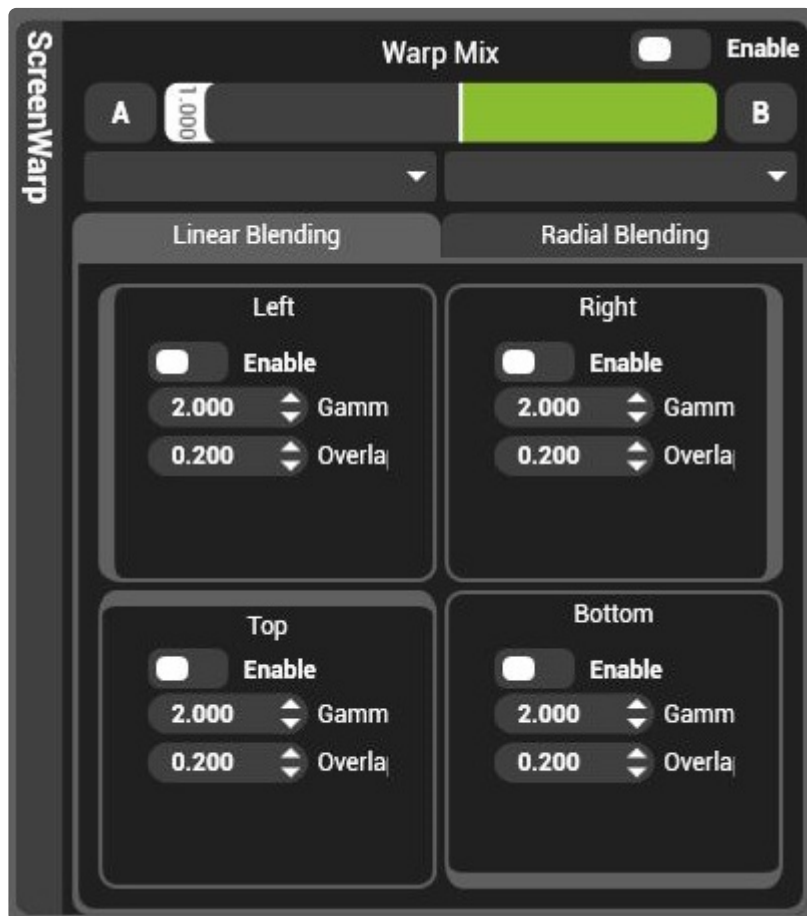 ScreenWarp
Warp Mix Enable
A 1.000 B
Linear Blending Radial Blending
Left
Enable
2.000 Gamm
0.200 Overla
Right
Enable
2.000 Gamm
0.200 Overla
Top
Enable
2.000 Gamm
0.200 Overla
Bottom
Enable
2.000 Gamm
0.200 Overla